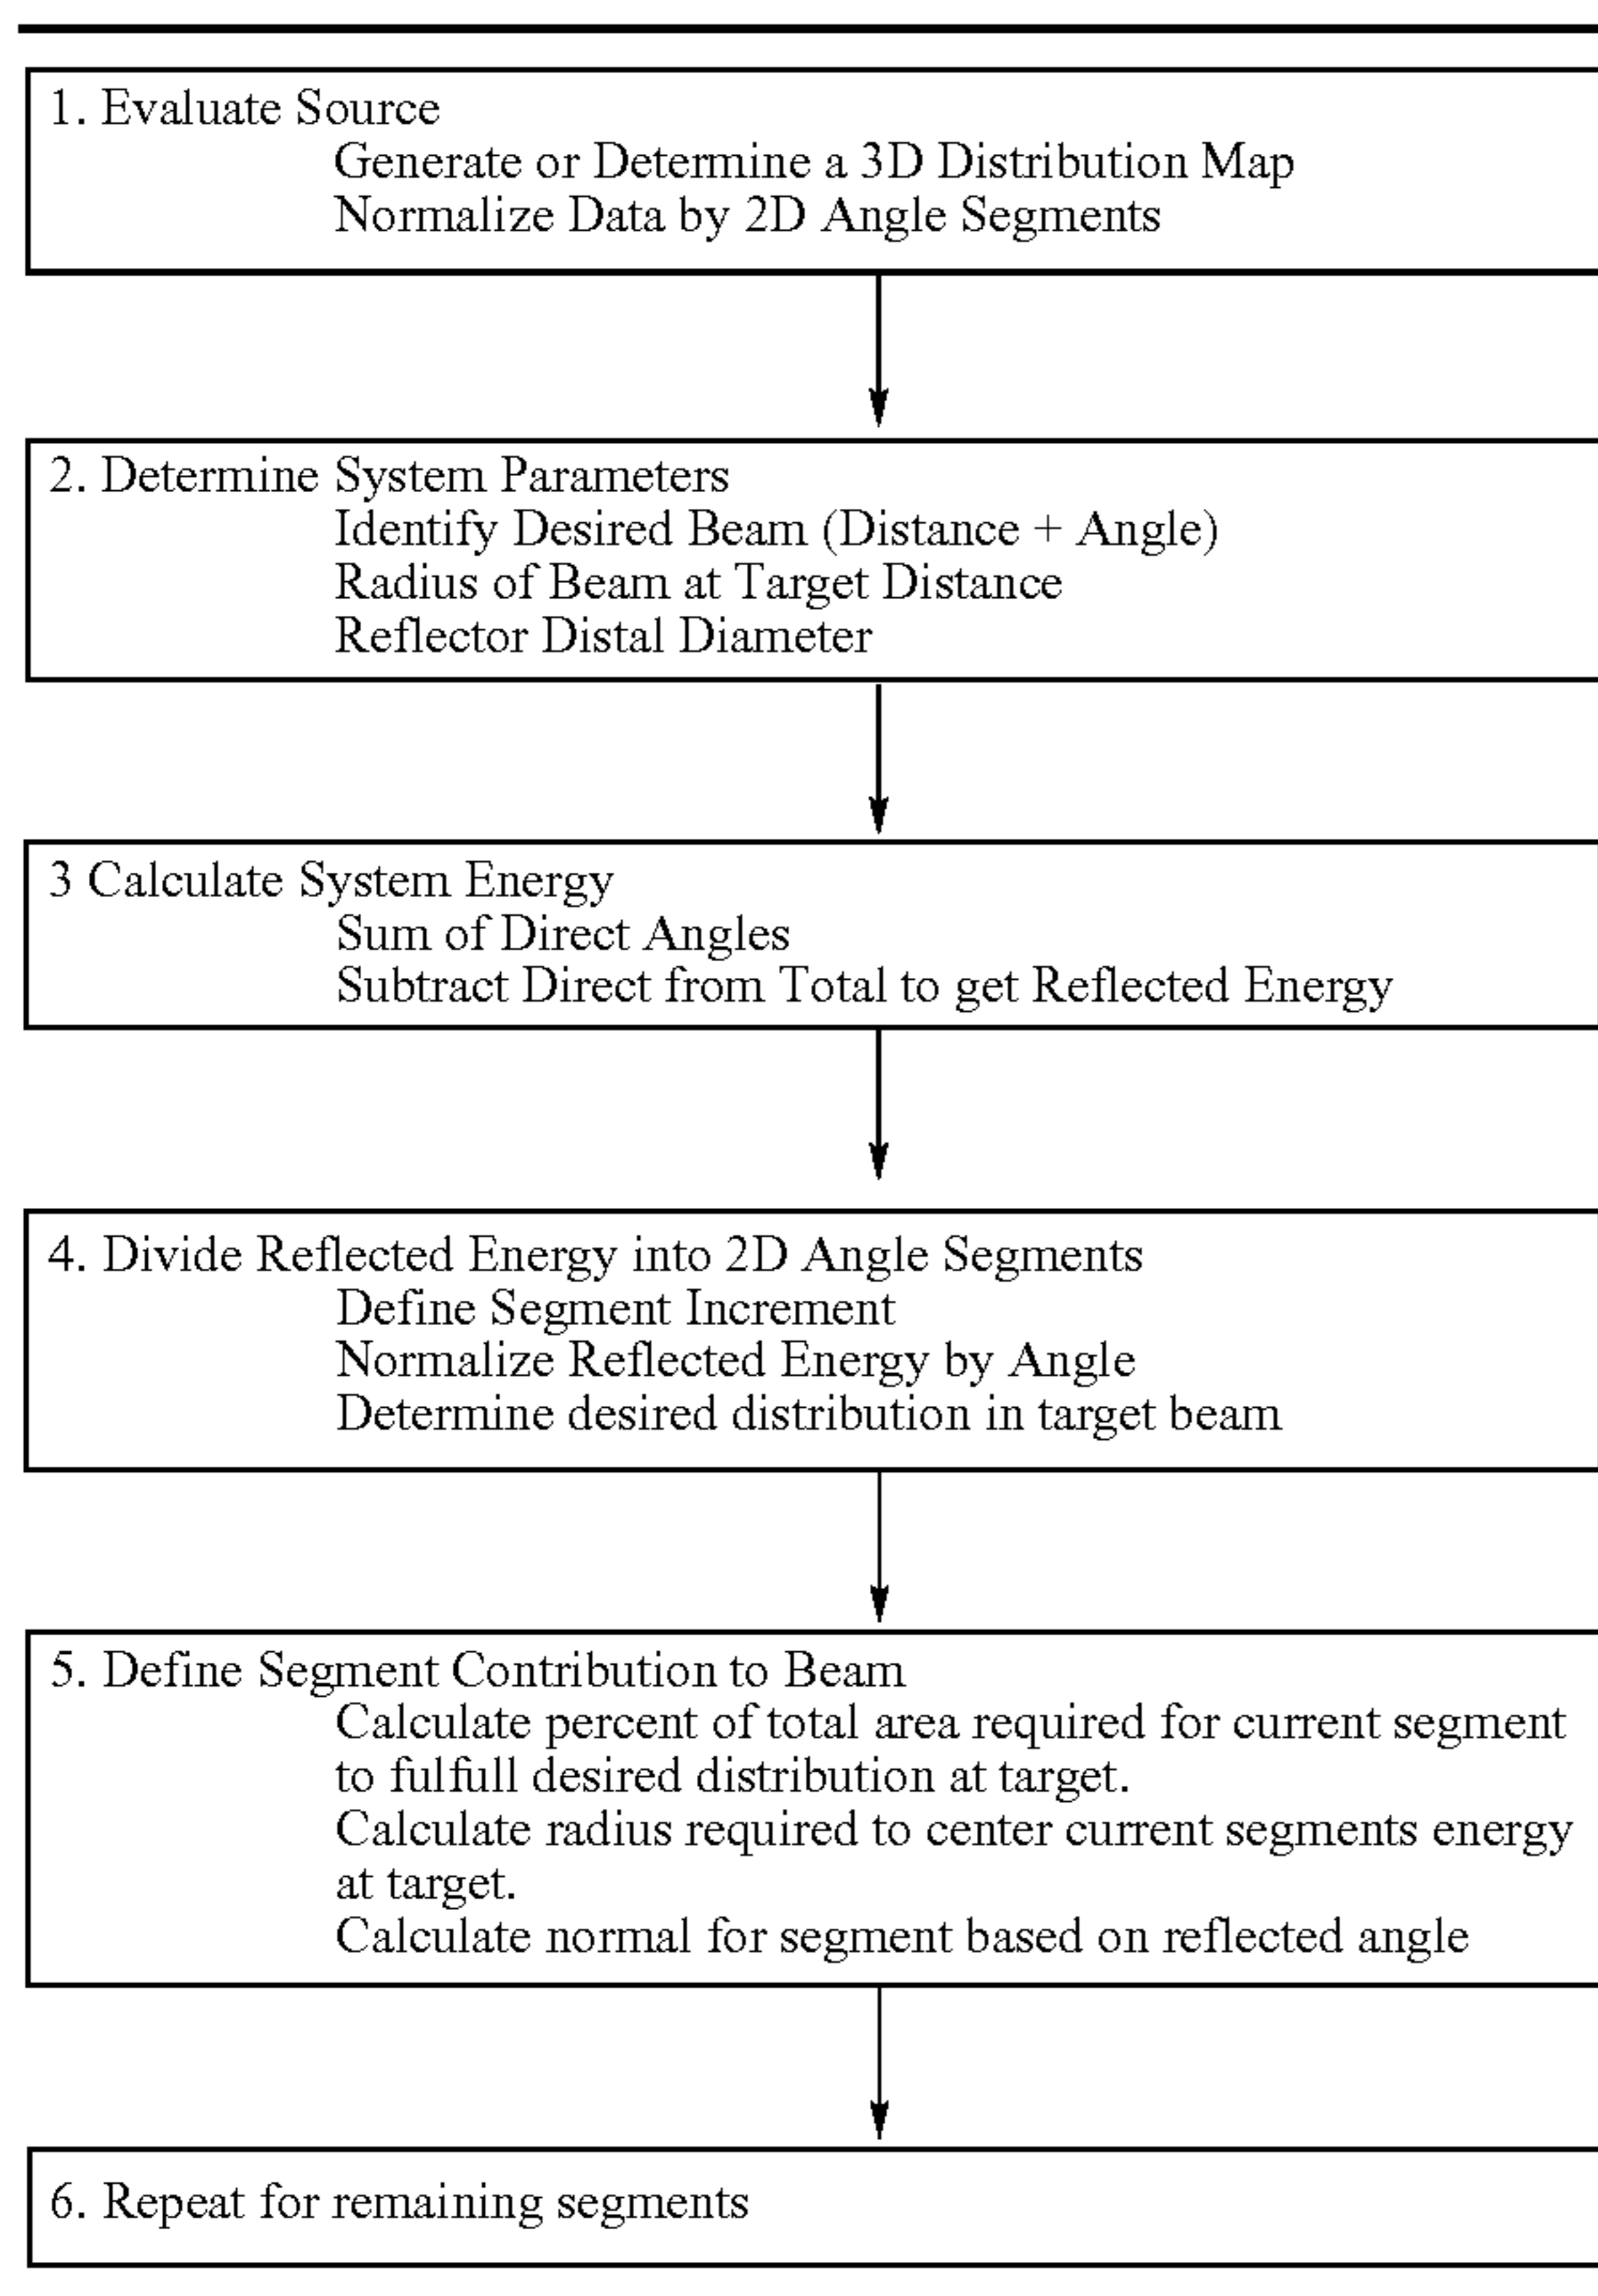 1. Evaluate Source
Generate or Determine a 3D Distribution Map
Normalize Data by 2D Angle Segments
2. Determine System Parameters
Identify Desired Beam (Distance + Angle)
Radius of Beam at Target Distance
Reflector Distal Diameter
3 Calculate System Energy
Sum of Direct Angles
Subtract Direct from Total to get Reflected Energy
4. Divide Reflected Energy into 2D Angle Segments
Define Segment Increment
Normalize Reflected Energy by Angle
Determine desired distribution in target beam
5. Define Segment Contribution to Beam
Calculate percent of total area required for current segment
to fulfull desired distribution at target.
Calculate radius required to center current segments energy
at target.
Calculate normal for segment based on reflected angle
6. Repeat for remaining segments